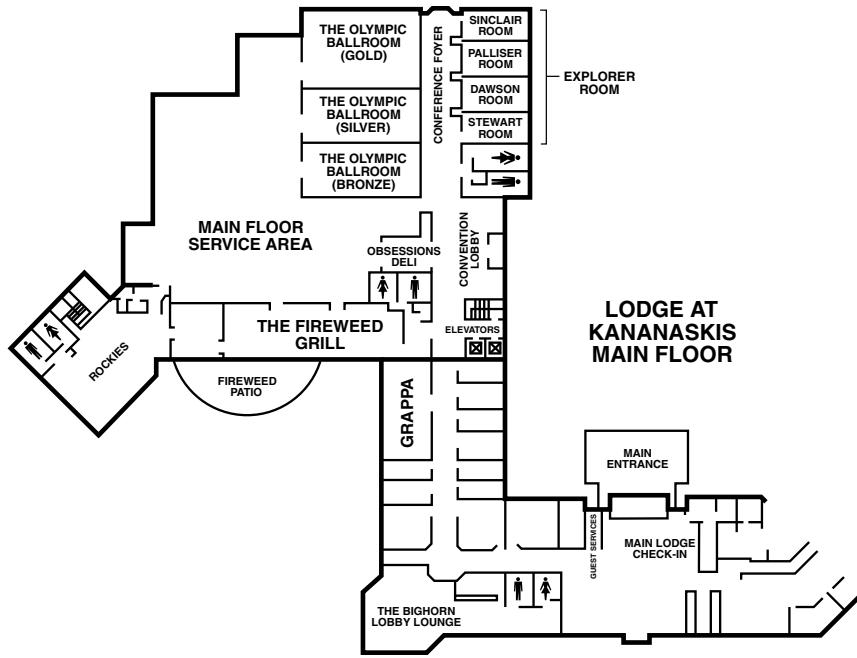 THE OLYMPIC
BALLROOM
(GOLD)
THE OLYMPIC
BALLROOM
(SILVER)
THE OLYMPIC
BALLROOM
(BRONZE)
CONFERENCE FOYER
SINCLAIR
ROOM
PALLISER
ROOM
DAWSON
ROOM
STEWART
ROOM
EXPLORER
ROOM
MAIN FLOOR
SERVICE AREA
OBSESSIONS
DELI
CONVENTION
LOBBY
ELEVATORS
THE FIREWEED
GRILL
ROCKIES
FIREWEED
PATIO
GRAPPA
LODGE AT
KANANASKIS
MAIN FLOOR
MAIN
ENTRANCE
GUEST SERVICES
MAIN LODGE
CHECK-IN
THE BIGHORN
LOBBY LOUNGE